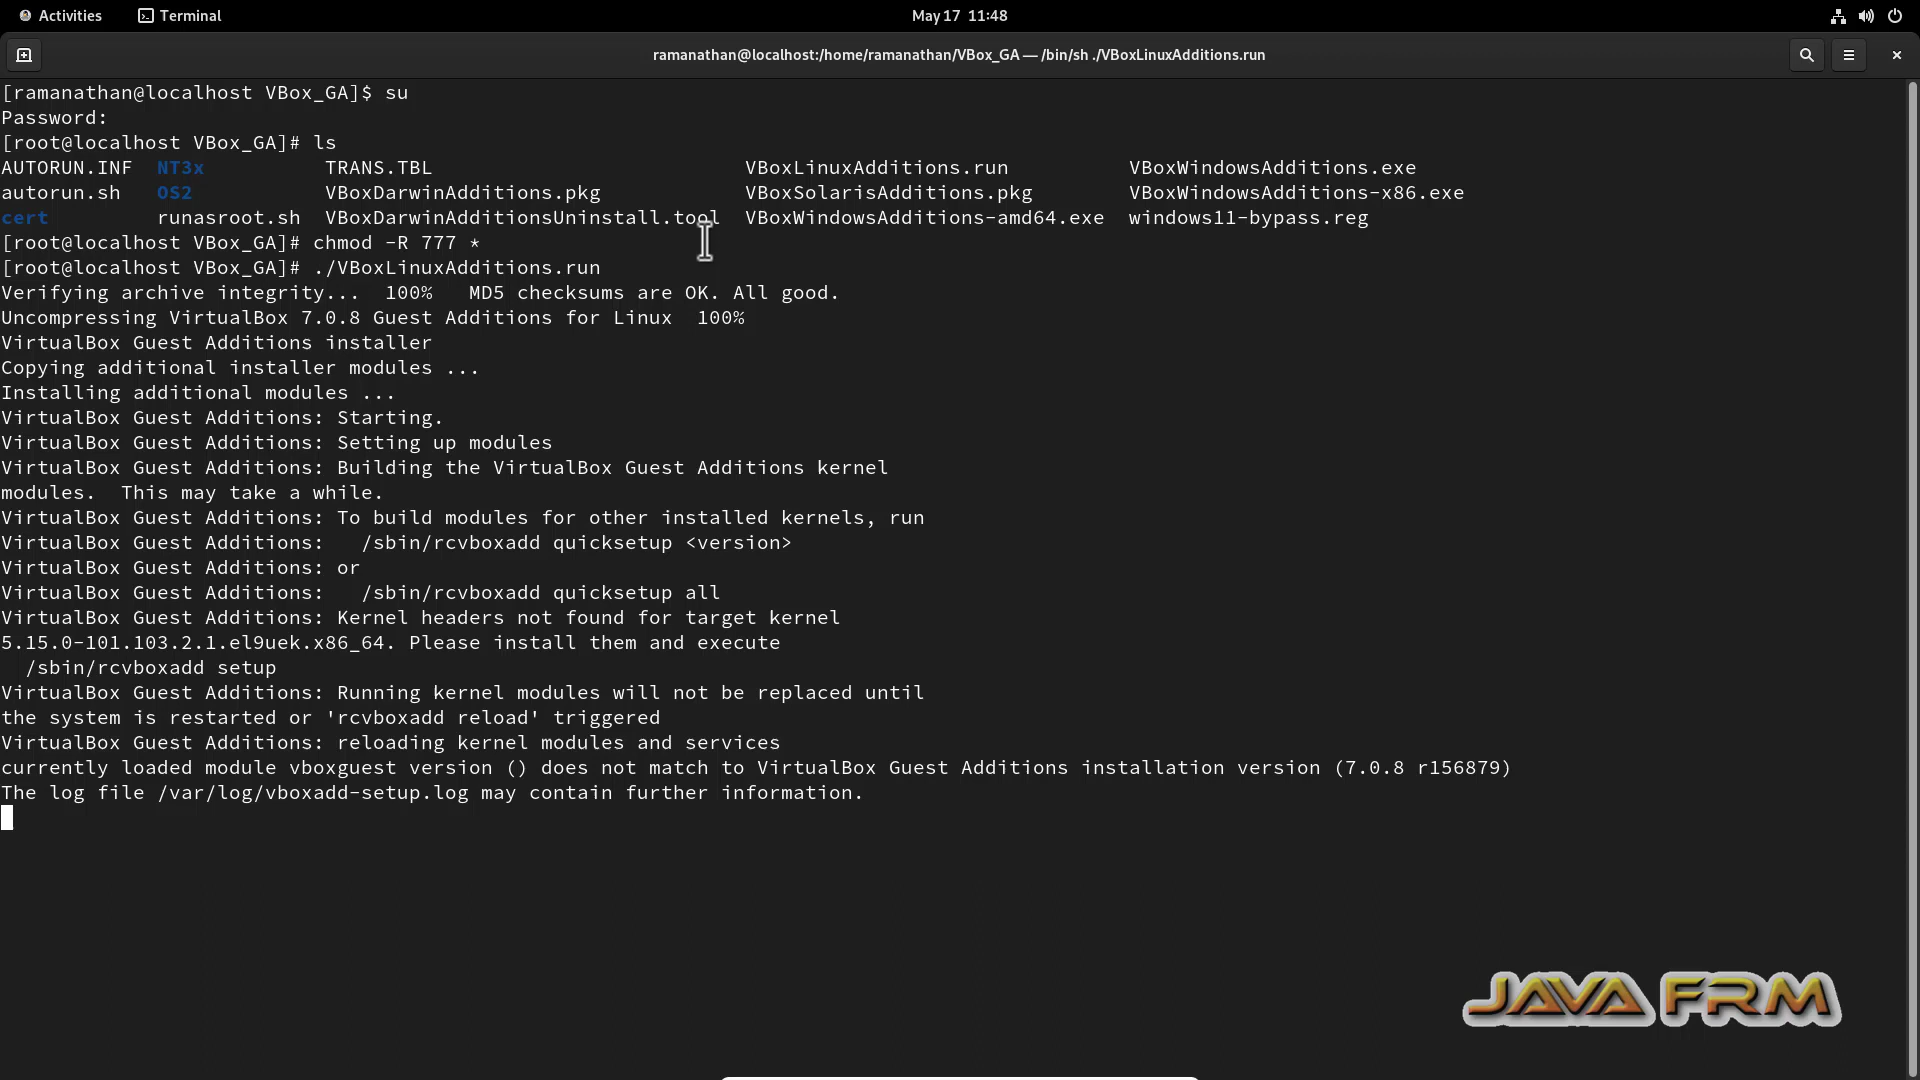 Activities Terminal May 17 11:48
ramanathan@localhost:/home/ramanathan/VBox_GA — /bin/sh ./VBoxLinuxAdditions.run
[ramanathan@localhost VBox_GA]$ su
Password:
[root@localhost VBox_GA]# ls
AUTORUN.INF NT3x TRANS.TBL VBoxLinuxAdditions.run VBoxWindowsAdditions.exe
autorun.sh OS2 VBoxDarwinAdditions.pkg VBoxSolarisAdditions.pkg VBoxWindowsAdditions-x86.exe
cert runasroot.sh VBoxDarwinAdditionsUninstall.tool VBoxWindowsAdditions-amd64.exe windows11-bypass.reg
[root@localhost VBox_GA]# chmod -R 777 *
[root@localhost VBox_GA]# ./VBoxLinuxAdditions.run
Verifying archive integrity... 100% MD5 checksums are OK. All good.
Uncompressing VirtualBox 7.0.8 Guest Additions for Linux 100%
VirtualBox Guest Additions installer
Copying additional installer modules ...
Installing additional modules ...
VirtualBox Guest Additions: Starting.
VirtualBox Guest Additions: Setting up modules
VirtualBox Guest Additions: Building the VirtualBox Guest Additions kernel
modules. This may take a while.
VirtualBox Guest Additions: To build modules for other installed kernels, run
VirtualBox Guest Additions: /sbin/rcvboxadd quicksetup <version>
VirtualBox Guest Additions: or
VirtualBox Guest Additions: /sbin/rcvboxadd quicksetup all
VirtualBox Guest Additions: Kernel headers not found for target kernel
5.15.0-101.103.2.1.el9uek.x86_64. Please install them and execute
/sbin/rcvboxadd setup
VirtualBox Guest Additions: Running kernel modules will not be replaced until
the system is restarted or 'rcvboxadd reload' triggered
VirtualBox Guest Additions: reloading kernel modules and services
currently loaded module vboxguest version () does not match to VirtualBox Guest Additions installation version (7.0.8 r156879)
The log file /var/log/vboxadd-setup.log may contain further information.
JAVA FRM